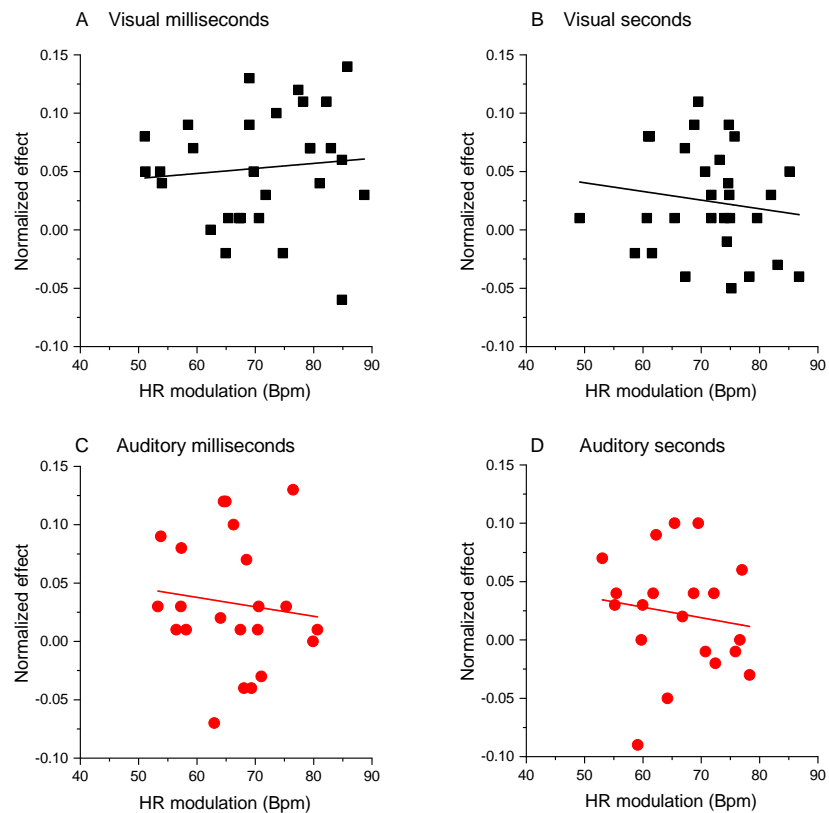 A Visual milliseconds
B Visual seconds
0.15
0.10
0.05
0.00
-0.05
-0.10
Normalized effect
40 50 60 70 80 90
HR modulation (Bpm)
0.15
0.10
0.05
0.00
-0.05
-0.10
Normalized effect
40 50 60 70 80 90
HR modulation (Bpm)
C Auditory milliseconds
D Auditory seconds
0.15
0.10
0.05
0.00
-0.05
-0.10
Normalized effect
40 50 60 70 80 90
HR modulation (Bpm)
0.15
0.10
0.05
0.00
-0.05
-0.10
Normalized effect
40 50 60 70 80 90
HR modulation (Bpm)